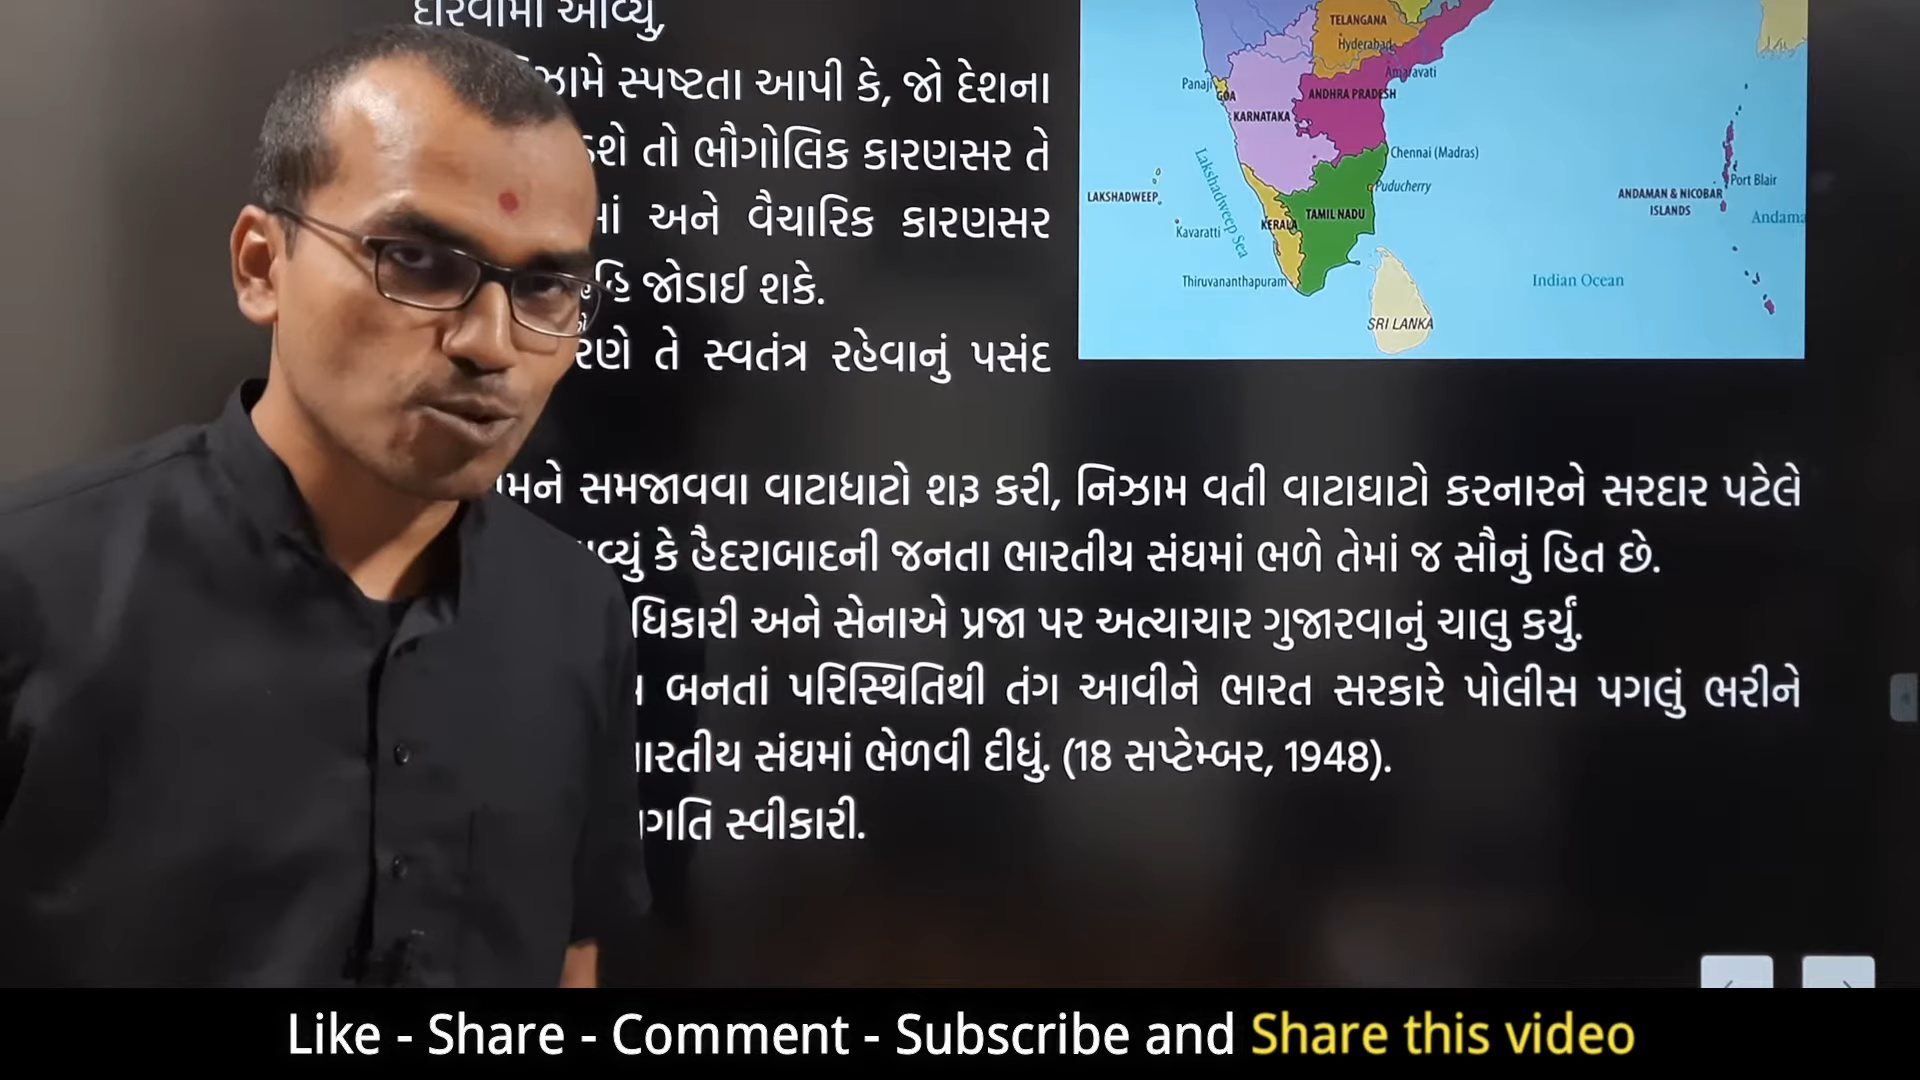 સ્પષ્ટતા આપી કે, જો દેશના
તો ભૌગોલિક કારણસર તે
અને વૈચારિક કારણસર
જોડાઈ શકે.
તે સ્વતંત્ર રહેવાનું પસંદ
સમજાવવા વાટાઘાટો શરૂ કરી, નિઝામ વતી વાટાઘાટો કરનારને સરદાર પટેલે
કે હૈદરાબાદની જનતા ભારતીય સંઘમાં ભળે તેમાં જ સૌનું હિત છે.
અને સેનાએ પ્રજા પર અત્યાચાર ગુજારવાનું ચાલુ કર્યું.
બનતાં પરિસ્થિતિથી તંગ આવીને ભારત સરકારે પોલીસ પગલું ભરીને
સંઘમાં ભેળવી દીધું. (18 સપ્ટેમ્બર, 1948).
સ્વીકારી.
TELANGANA
Hyderabad
Amaravati
Panaji
GOA
ANDHRA PRADESH
KARNATAKA
Chennai (Madras)
Lakshadweep Sea
Puducherry
LAKSHADWEEP
TAMIL NADU
KERALA
Kavaratti
Thiruvananthapuram
Port Blair
ANDAMAN & NICOBAR
ISLANDS
Indian Ocean
SRI LANKA
Like - Share - Comment - Subscribe and Share this video